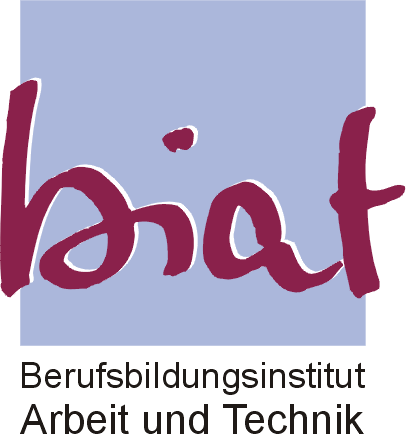 biat
Berufsbildungsinstitut
Arbeit und Technik